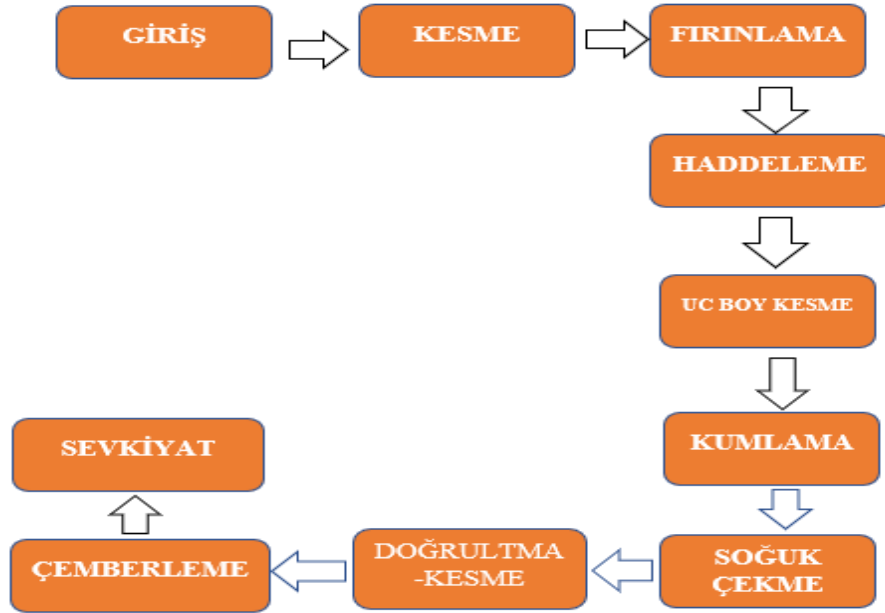 GİRİŞ
KESME
FIRINLAMA
HADDELEME
UC BOY KESME
KUMLAMA
SOĞUK
ÇEKME
DOĞRULTMA
-KESME
ÇEMBERLEME
SEVKİYAT